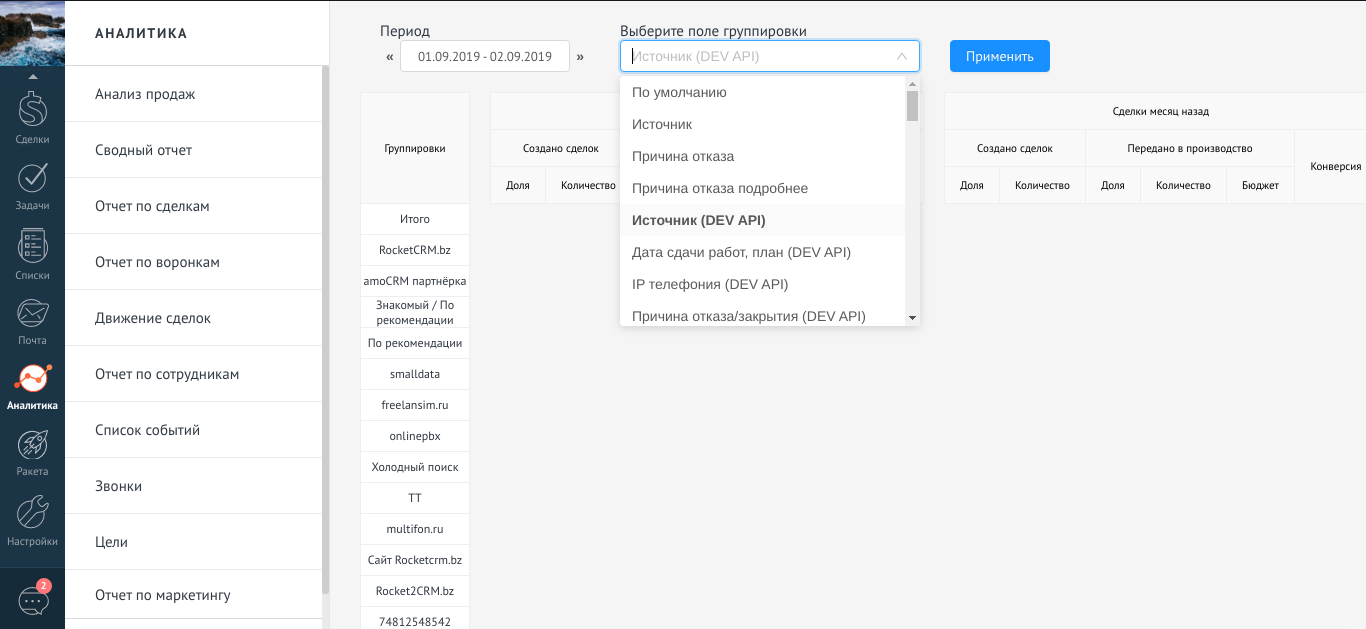 Сделки
Задачи
Списки
Почта
Аналитика
Ракета
Настройки
2
АНАЛИТИКА
Анализ продаж
Сводный отчет
Отчет по сделкам
Отчет по воронкам
Движение сделок
Отчет по сотрудникам
Список событий
Звонки
Цели
Отчет по маркетингу
Период
« 01.09.2019 - 02.09.2019 »
Выберите поле группировки
Источник (DEV API)
Применить
По умолчанию
Источник
Причина отказа
Причина отказа подробнее
Источник (DEV API)
Дата сдачи работ, план (DEV API)
IP телефония (DEV API)
Причина отказа/закрытия (DEV API)
Группировки
Создано сделок
Доля
Количество
Сделки месяц назад
Создано сделок
Передано в производство
Конверсия
Доля
Количество
Доля
Количество
Бюджет
Итого
RocketCRM.bz
amoCRM партнёрка
Знакомый / По
рекомендации
По рекомендации
smalldata
freelansim.ru
onlinepbx
Холодный поиск
ТТ
multifon.ru
Сайт Rocketcrm.bz
Rocket2CRM.bz
74812548542